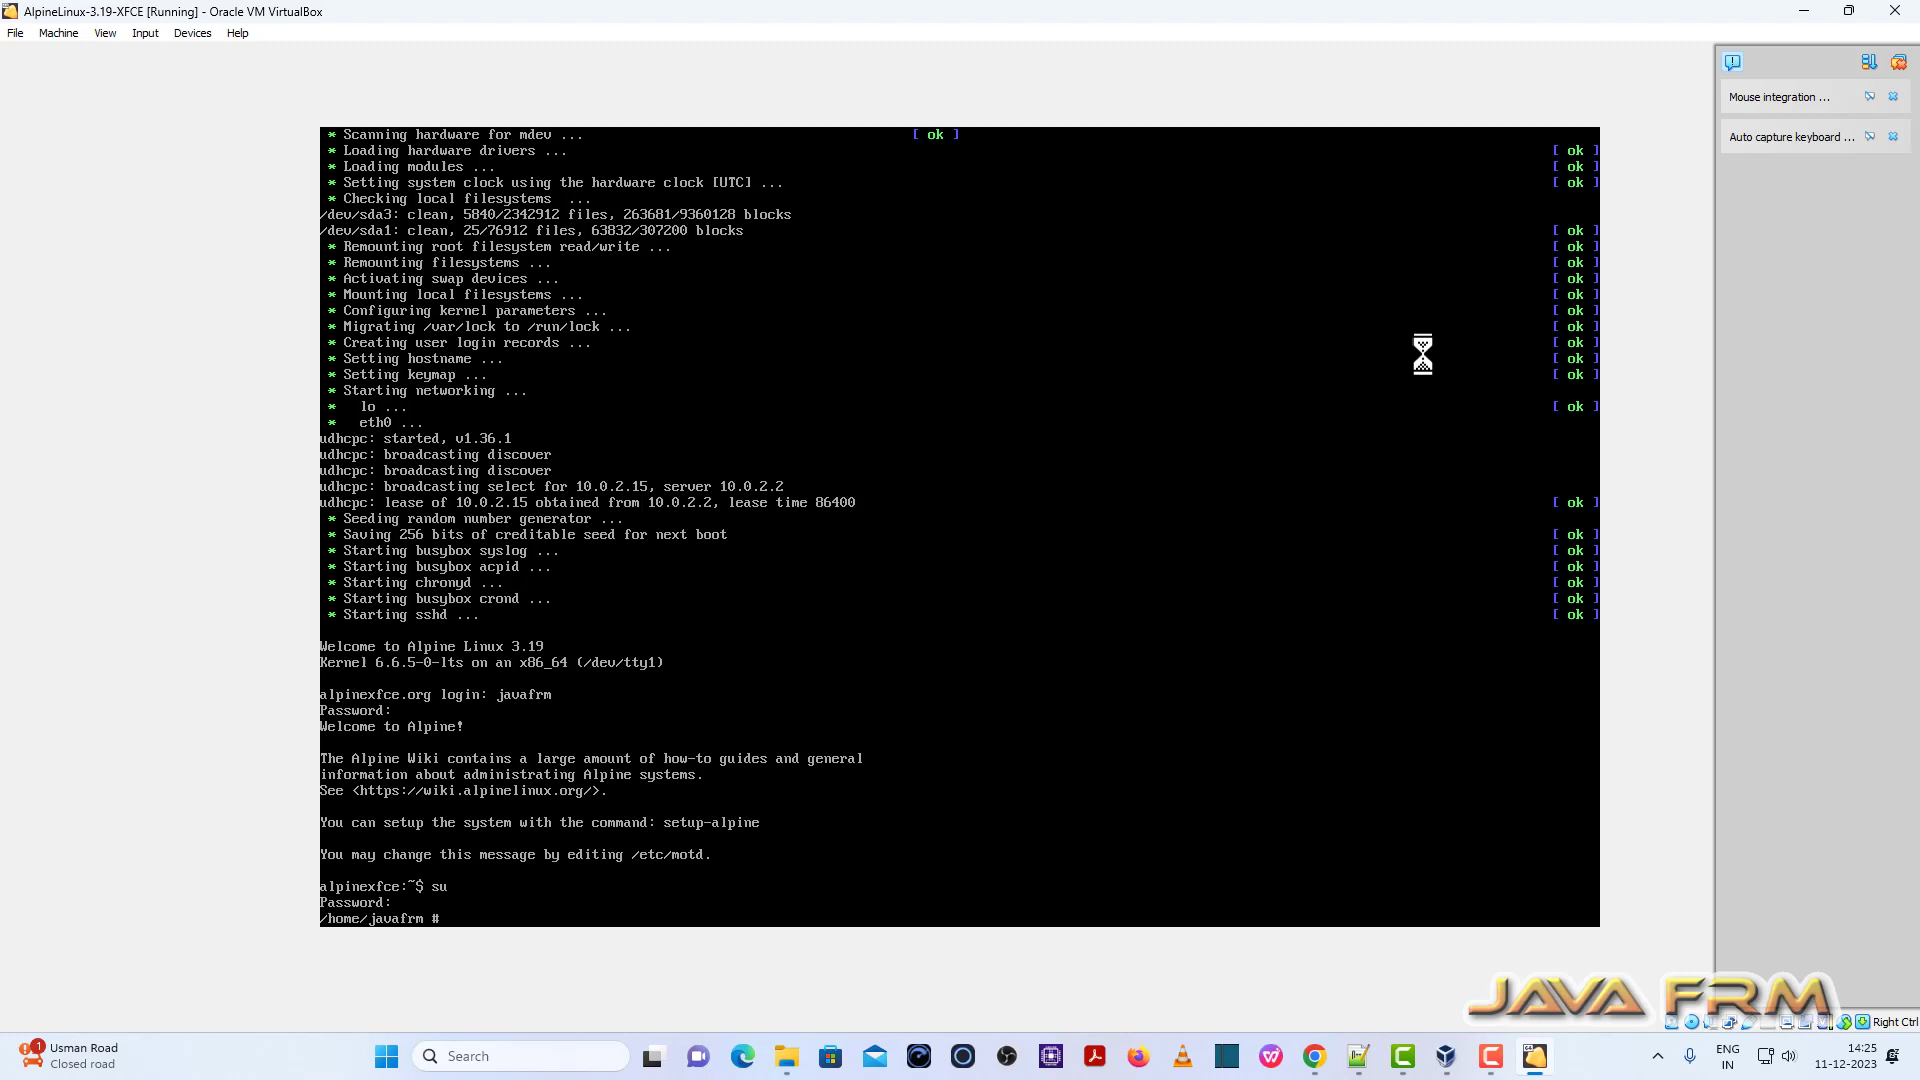 AlpineLinux-3.19-XFCE [Running] - Oracle VM VirtualBox
File Machine View Input Devices Help
Mouse integration ...
Auto capture keyboard ...
* Scanning hardware for mdev ... [ ok ]
* Loading hardware drivers ... [ ok ]
* Loading modules ... [ ok ]
* Setting system clock using the hardware clock [UTC] ... [ ok ]
* Checking local filesystems ...
/dev/sda3: clean, 5840/2342912 files, 263681/9360128 blocks
/dev/sda1: clean, 25/76912 files, 63832/307200 blocks [ ok ]
* Remounting root filesystem read/write ... [ ok ]
* Remounting filesystems ... [ ok ]
* Activating swap devices ... [ ok ]
* Mounting local filesystems ... [ ok ]
* Configuring kernel parameters ... [ ok ]
* Migrating /var/lock to /run/lock ... [ ok ]
* Creating user login records ... [ ok ]
* Setting hostname ... [ ok ]
* Setting keymap ... [ ok ]
* Starting networking ...
* lo ... [ ok ]
* eth0 ...
udhcpc: started, v1.36.1
udhcpc: broadcasting discover
udhcpc: broadcasting discover
udhcpc: broadcasting select for 10.0.2.15, server 10.0.2.2
udhcpc: lease of 10.0.2.15 obtained from 10.0.2.2, lease time 86400 [ ok ]
* Seeding random number generator ...
* Saving 256 bits of creditable seed for next boot [ ok ]
* Starting busybox syslog ... [ ok ]
* Starting busybox acpid ... [ ok ]
* Starting chronyd ... [ ok ]
* Starting busybox crond ... [ ok ]
* Starting sshd ... [ ok ]
Welcome to Alpine Linux 3.19
Kernel 6.6.5-0-lts on an x86_64 (/dev/tty1)
alpinexfce.org login: javafrm
Password:
Welcome to Alpine!
The Alpine Wiki contains a large amount of how-to guides and general
information about administrating Alpine systems.
See <https://wiki.alpinelinux.org/>.
You can setup the system with the command: setup-alpine
You may change this message by editing /etc/motd.
alpinexfce:~$ su
Password:
/home/javafrm #
JAVA FRM
Right Ctrl
1
Usman Road
Closed road
Search
ENG
IN
14:25
11-12-2023